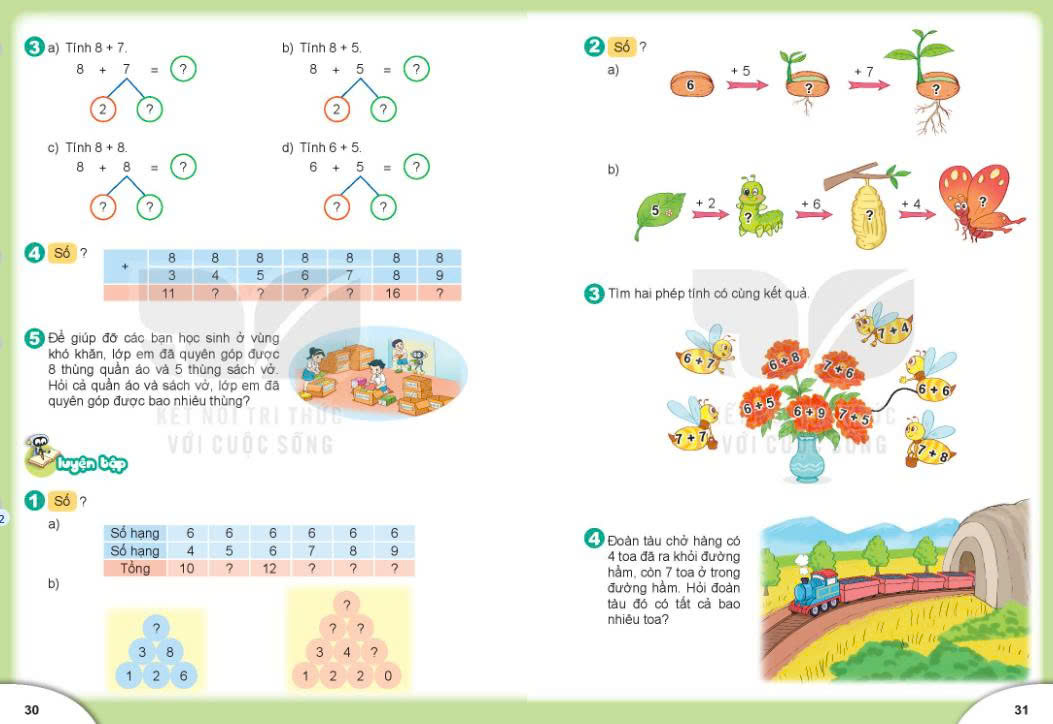 3 a) Tính 8 + 7.
8 + 7 = ?
2 ?
b) Tính 8 + 5.
8 + 5 = ?
2 ?
c) Tính 8 + 8.
8 + 8 = ?
? ?
d) Tính 6 + 5.
6 + 5 = ?
? ?
4 Số ?
+ 8 8 8 8 8 8 8
3 4 5 6 7 8 9
11 ? ? ? ? 16 ?
5 Để giúp đỡ các bạn học sinh ở vùng
khó khăn, lớp em đã quyên góp được
8 thùng quần áo và 5 thùng sách vở.
Hỏi cả quần áo và sách vở, lớp em đã
quyên góp được bao nhiêu thùng?
KẾT NỐI TRI THỨC
VỚI CUỘC SỐNG
Luyện tập
1 Số ?
a)
Số hạng 6 6 6 6 6 6
Số hạng 4 5 6 7 8 9
Tổng 10 ? 12 ? ? ?
b)
?
3 8
1 2 6
?
? ?
3 4 ?
1 2 2 0
30
2 Số ?
a)
6 + 5 ? + 7 ?
b)
5 + 2 ? + 6 ? + 4 ?
3 Tìm hai phép tính có cùng kết quả.
6 + 7
6 + 8
7 + 6
7 + 4
6 + 5
6 + 9
7 + 5
6 + 6
7 + 7
7 + 8
KẾT NỐI TRI THỨC
VỚI CUỘC SỐNG
4 Đoàn tàu chở hàng có
4 toa đã ra khỏi đường
hầm, còn 7 toa ở trong
đường hầm. Hỏi đoàn
tàu đó có tất cả bao
nhiêu toa?
31
2